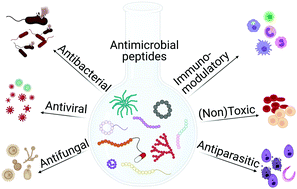 Antimicrobial
peptides
Antibacterial
Immuno-
modulatory
Antiviral
(Non)Toxic
Antifungal
Antiparasitic